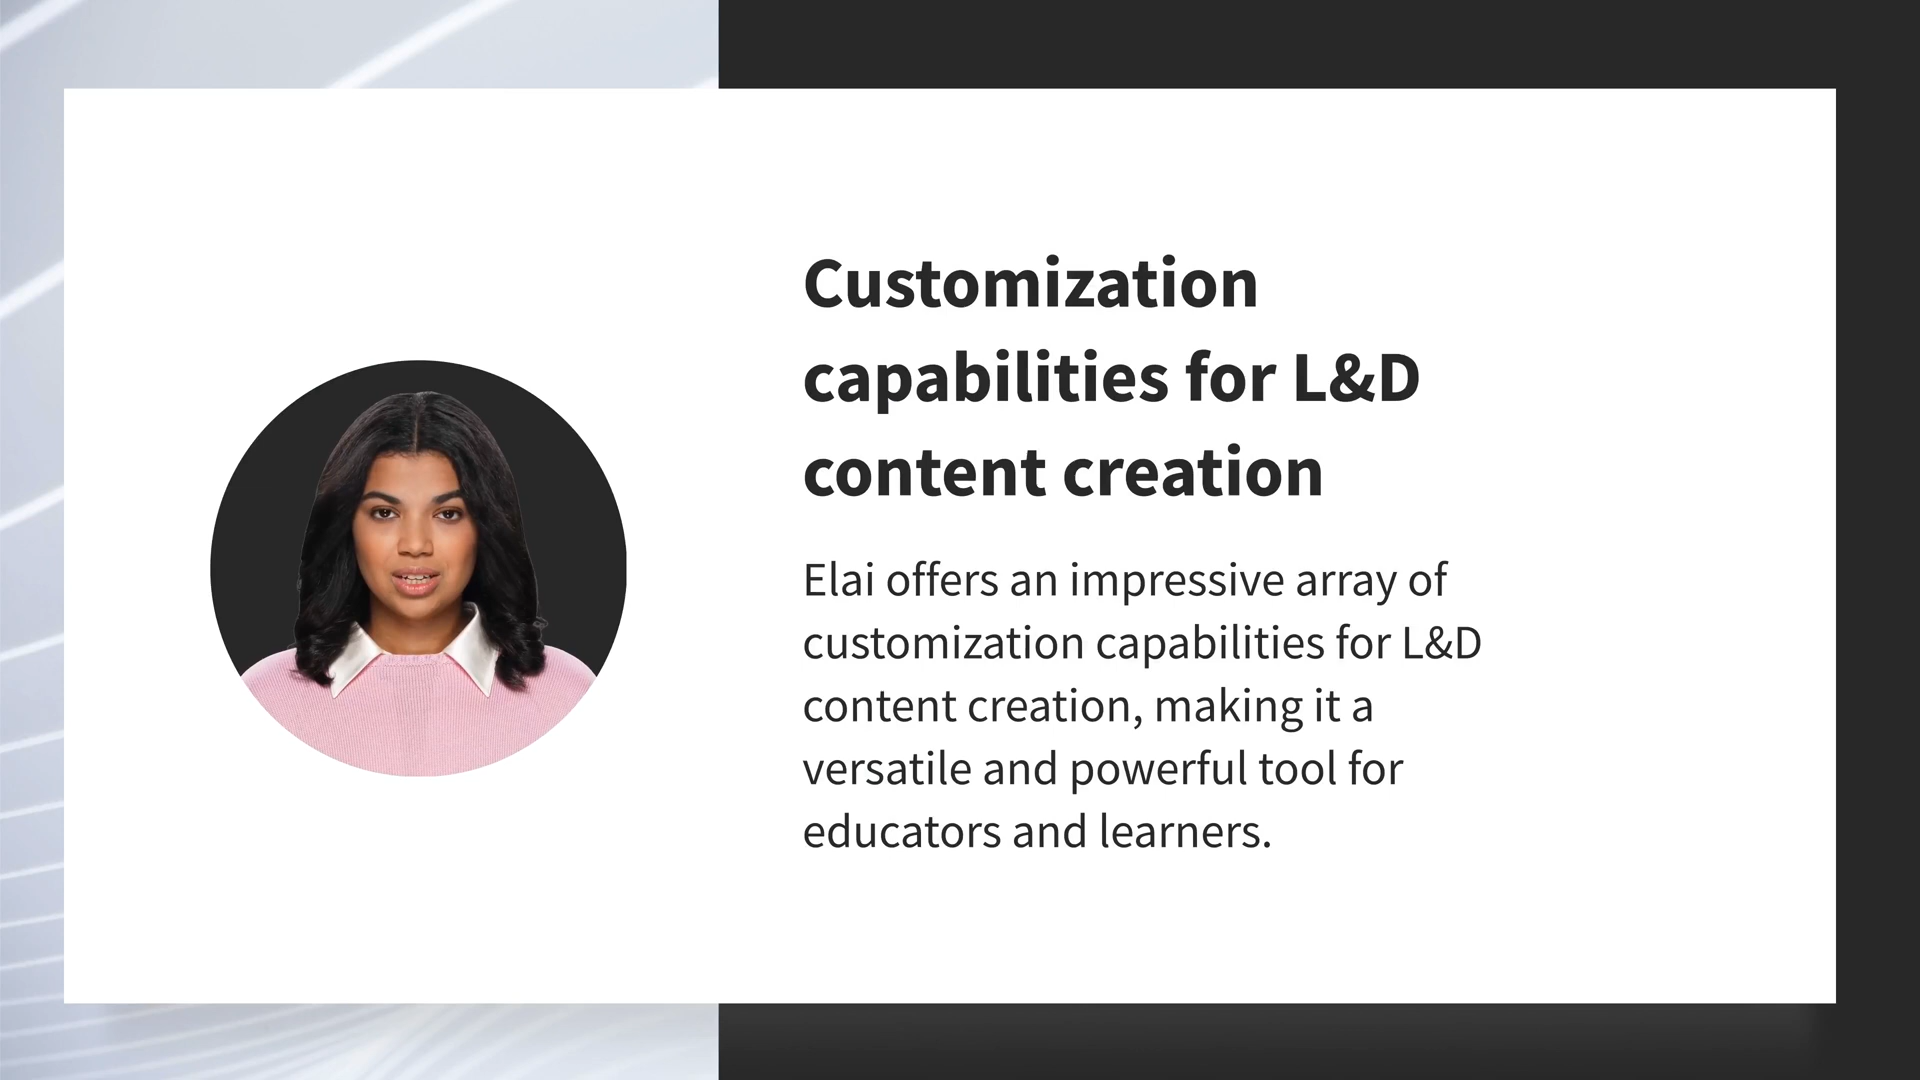 Customization
capabilities for L&D
content creation
Elai offers an impressive array of
customization capabilities for L&D
content creation, making it a
versatile and powerful tool for
educators and learners.